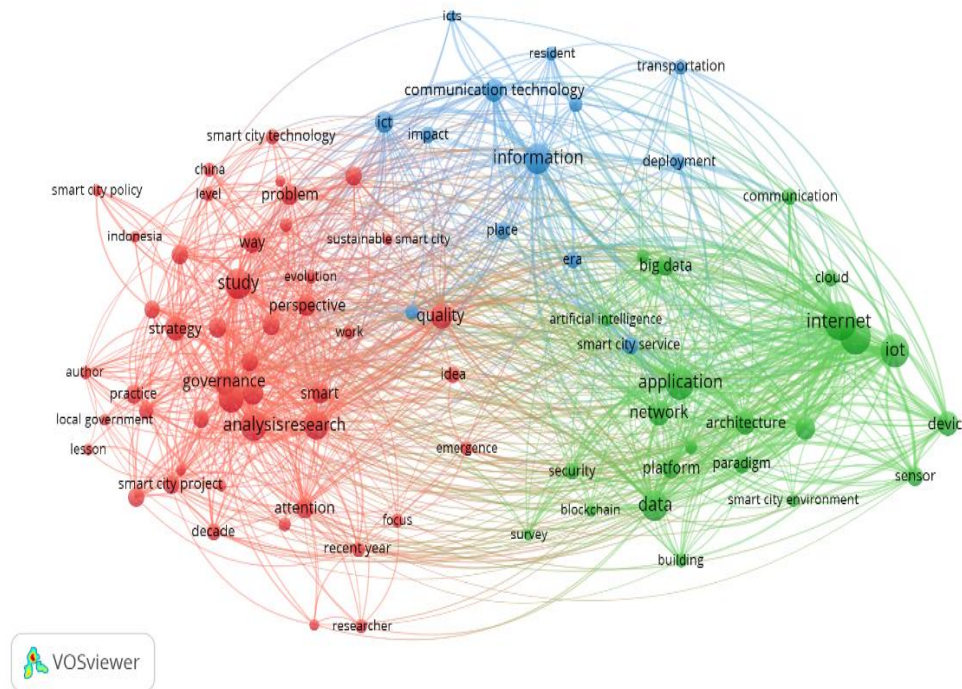 icts
resident
transportation
communication technology
ict
smart city technology
impact
information
deployment
china
smart city policy
level
problem
communication
indonesia
way
sustainable smart city
place
era
big data
cloud
study
evolution
perspective
quality
artificial intelligence
internet
strategy
work
smart city service
iot
author
governance
idea
application
practice
smart
local government
analysisresearch
network
architecture
devic
lesson
emergence
security
platform
paradigm
sensor
smart city project
attention
blockchain
data
smart city environment
decade
focus
survey
recent year
building
researcher
VOSviewer